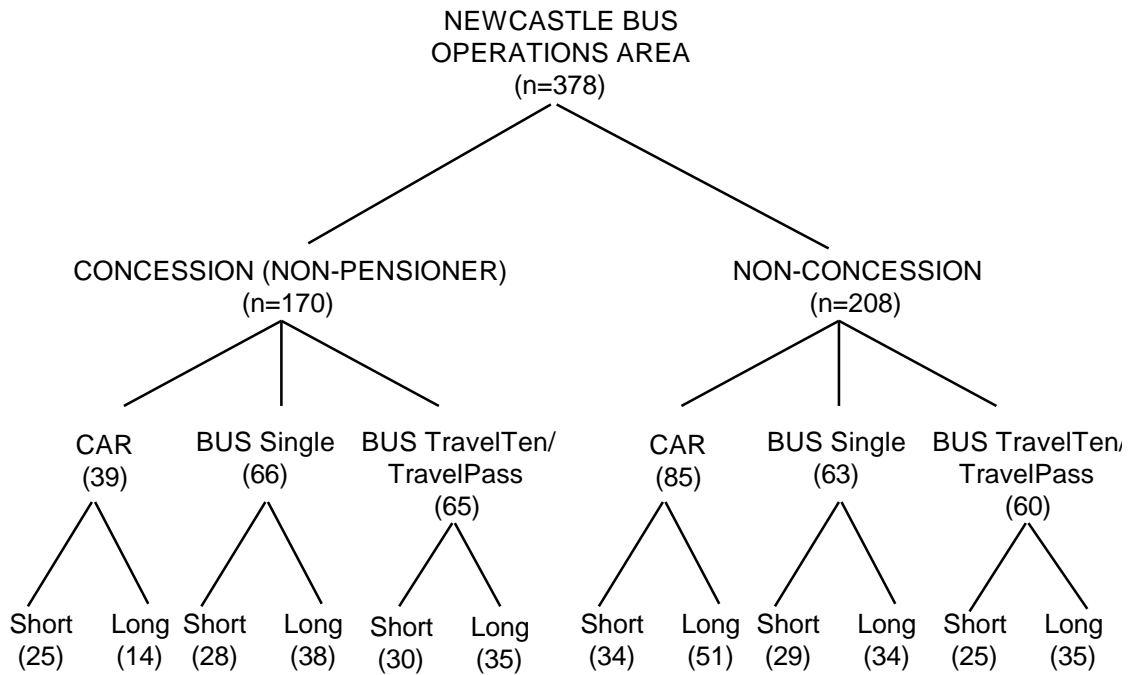 NEWCASTLE BUS
OPERATIONS AREA
(n=378)
CONCESSION (NON-PENSIONER)
(n=170)
NON-CONCESSION
(n=208)
CAR
(39)
BUS Single
(66)
BUS TravelTen/
TravelPass
(65)
CAR
(85)
BUS Single
(63)
BUS TravelTen/
TravelPass
(60)
Short
(25)
Long
(14)
Short
(28)
Long
(38)
Short
(30)
Long
(35)
Short
(34)
Long
(51)
Short
(29)
Long
(34)
Short
(25)
Long
(35)